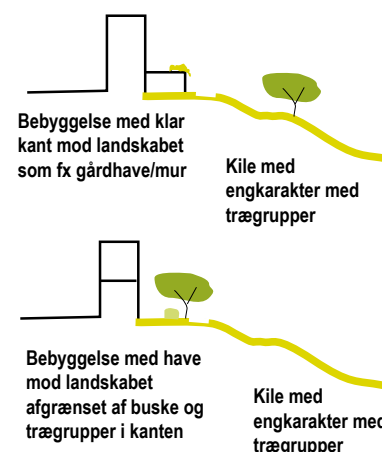 Bebyggelse med klar
kant mod landskabet
som fx gårdhave/mur
Kile med
engkarakter med
trægrupper
Bebyggelse med have
mod landskabet
afgrænset af buske og
trægrupper i kanten
Kile med
engkarakter med
trægrupper